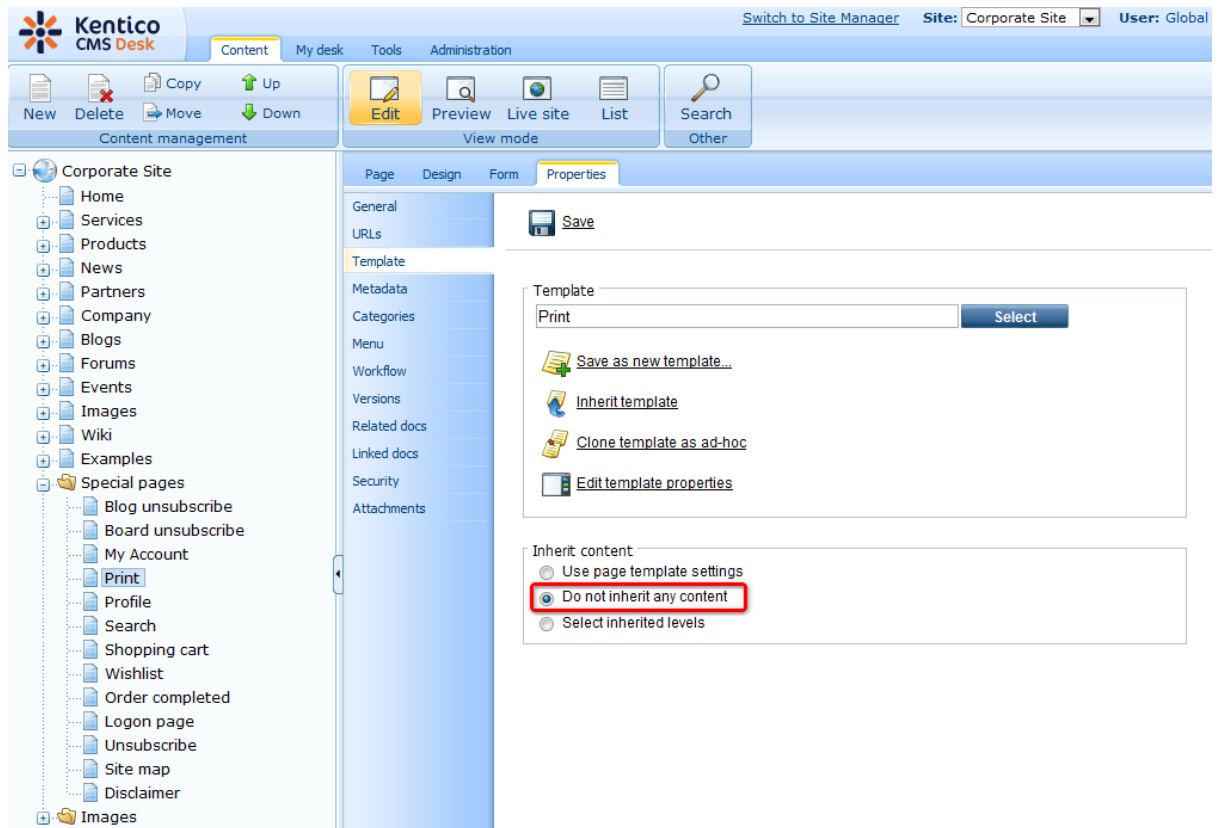 Kentico
CMS Desk
Switch to Site Manager Site: Corporate Site User: Global
Content My desk Tools Administration
New Delete Copy Move Up Down
Content management
Edit Preview Live site List
View mode
Search
Other
Corporate Site
Home
Services
Products
News
Partners
Company
Blogs
Forums
Events
Images
Wiki
Examples
Special pages
Blog unsubscribe
Board unsubscribe
My Account
Print
Profile
Search
Shopping cart
Wishlist
Order completed
Logon page
Unsubscribe
Site map
Disclaimer
Images
Page Design Form Properties
General
URLs
Template
Metadata
Categories
Menu
Workflow
Versions
Related docs
Linked docs
Security
Attachments
Save
Template
Print Select
Save as new template...
Inherit template
Clone template as ad-hoc
Edit template properties
Inherit content
Use page template settings
Do not inherit any content
Select inherited levels